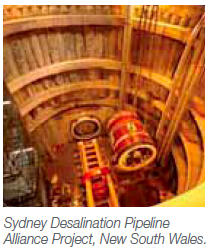 Sydney Desalination Pipeline
Alliance Project, New South Wales.